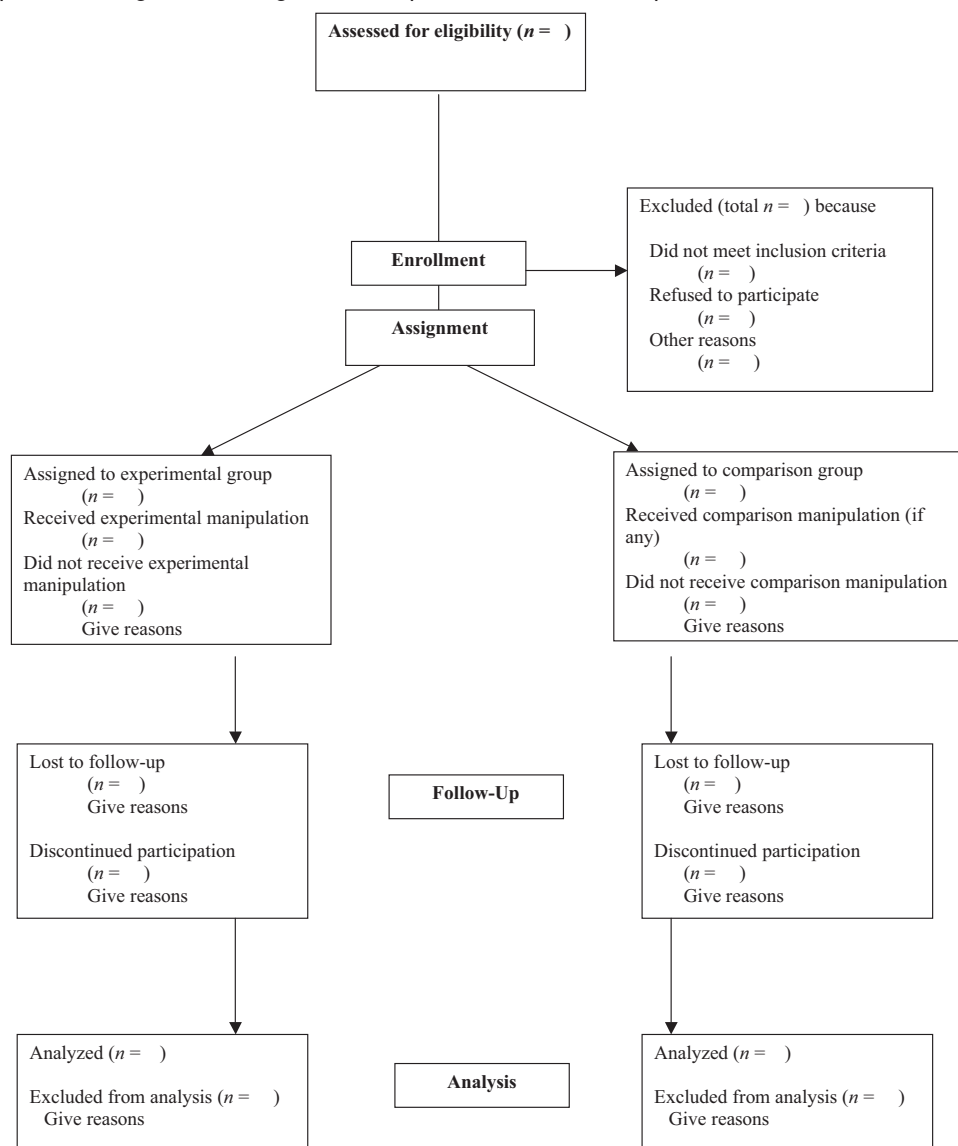 Assessed for eligibility (n =   )
Excluded (total n =   ) because
Did not meet inclusion criteria
(n =   )
Refused to participate
(n =   )
Other reasons
(n =   )
Enrollment
Assignment
Assigned to experimental group
(n =   )
Received experimental manipulation
(n =   )
Did not receive experimental
manipulation
(n =   )
Give reasons
Assigned to comparison group
(n =   )
Received comparison manipulation (if
any)
(n =   )
Did not receive comparison manipulation
(n =   )
Give reasons
Lost to follow-up
(n =   )
Give reasons
Discontinued participation
(n =   )
Give reasons
Follow-Up
Lost to follow-up
(n =   )
Give reasons
Discontinued participation
(n =   )
Give reasons
Analyzed (n =   )
Excluded from analysis (n =   )
Give reasons
Analysis
Analyzed (n =   )
Excluded from analysis (n =   )
Give reasons